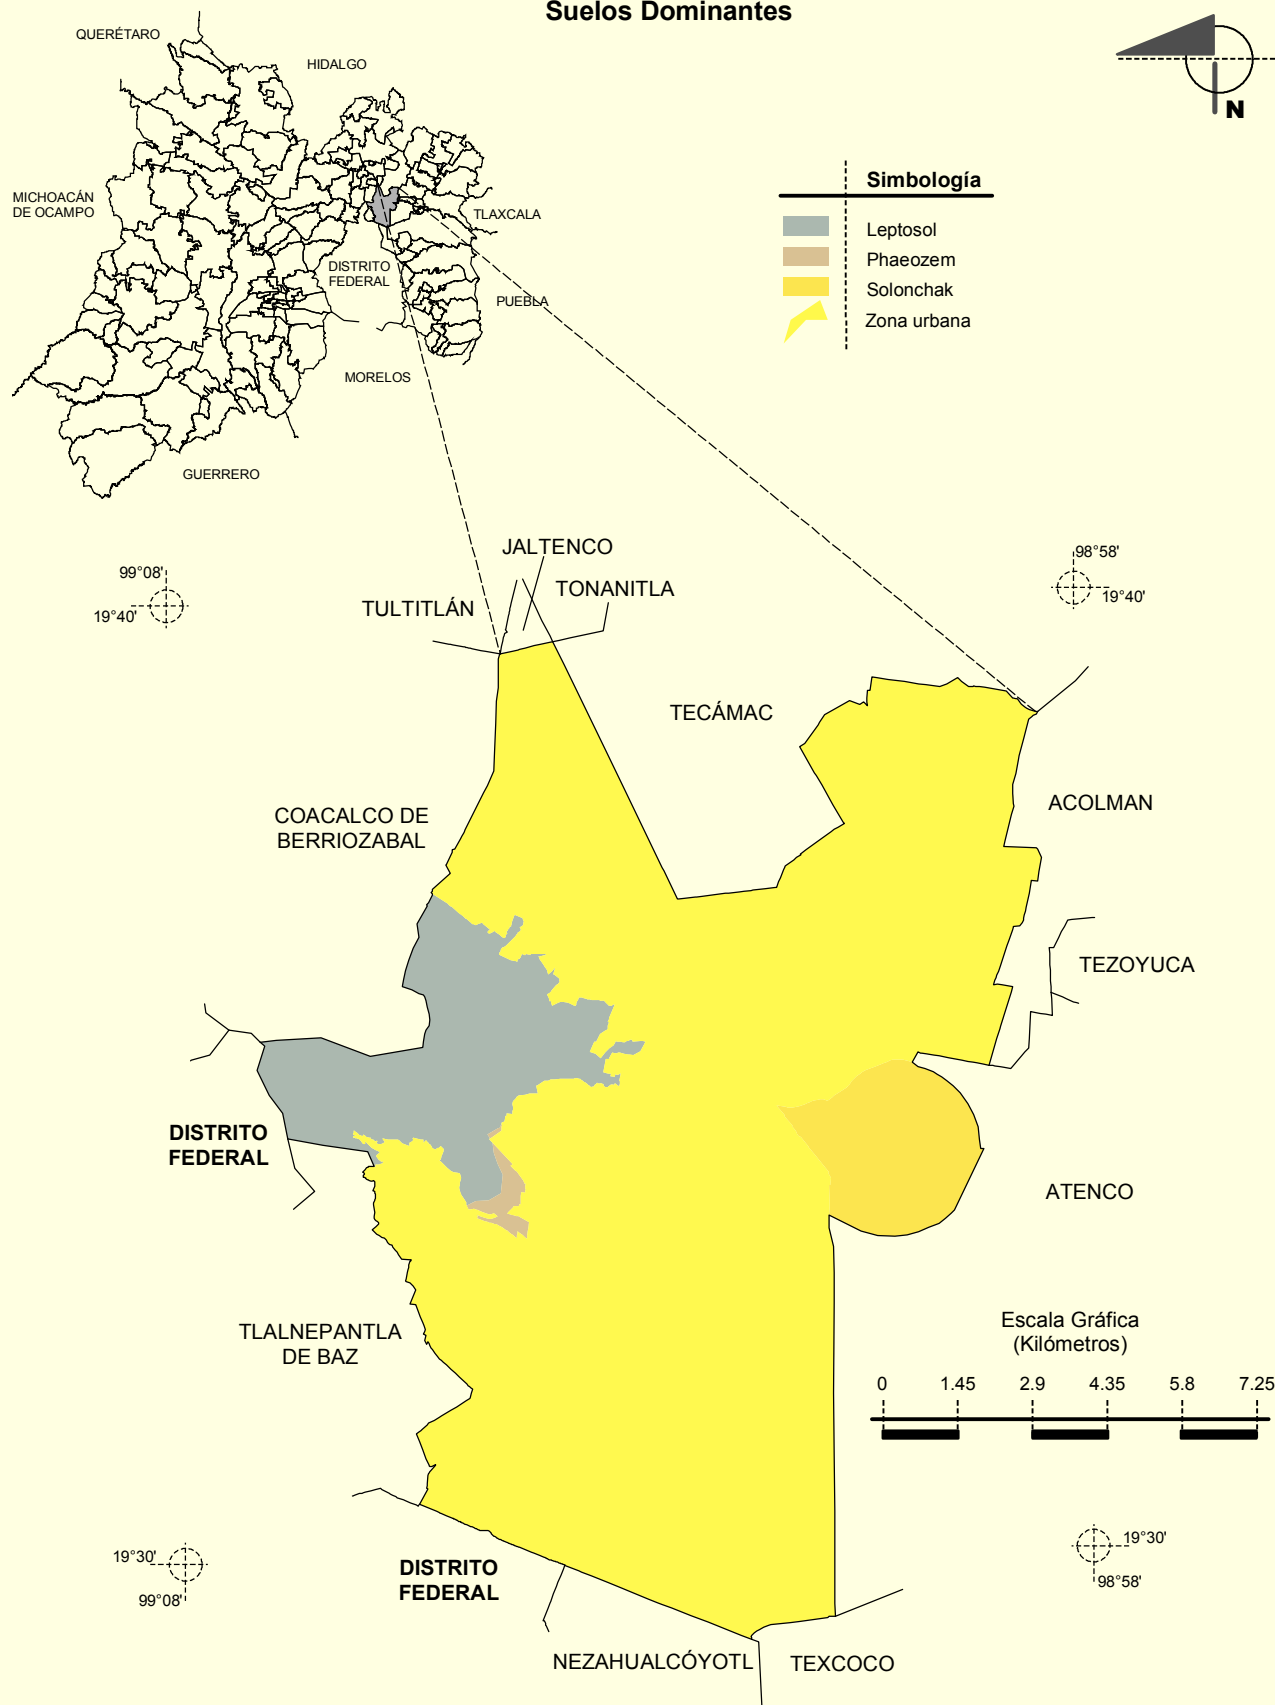 Suelos Dominantes
QUERÉTARO
HIDALGO
MICHOACÁN
DE OCAMPO
TLAXCALA
DISTRITO
FEDERAL
PUEBLA
MORELOS
GUERRERO
N
Simbología
Leptosol
Phaeozem
Solonchak
Zona urbana
JALTENCO
TONANITLA
TULTITLÁN
99°08'
19°40'
98°58'
19°40'
TECÁMAC
COACALCO DE
BERRIOZABAL
ACOLMAN
TEZOYUCA
DISTRITO
FEDERAL
ATENCO
TLALNEPANTLA
DE BAZ
Escala Gráfica
(Kilómetros)
0 1.45 2.9 4.35 5.8 7.25
19°30'
99°08'
19°30'
98°58'
DISTRITO
FEDERAL
NEZAHUALCÓYOTL
TEXCOCO